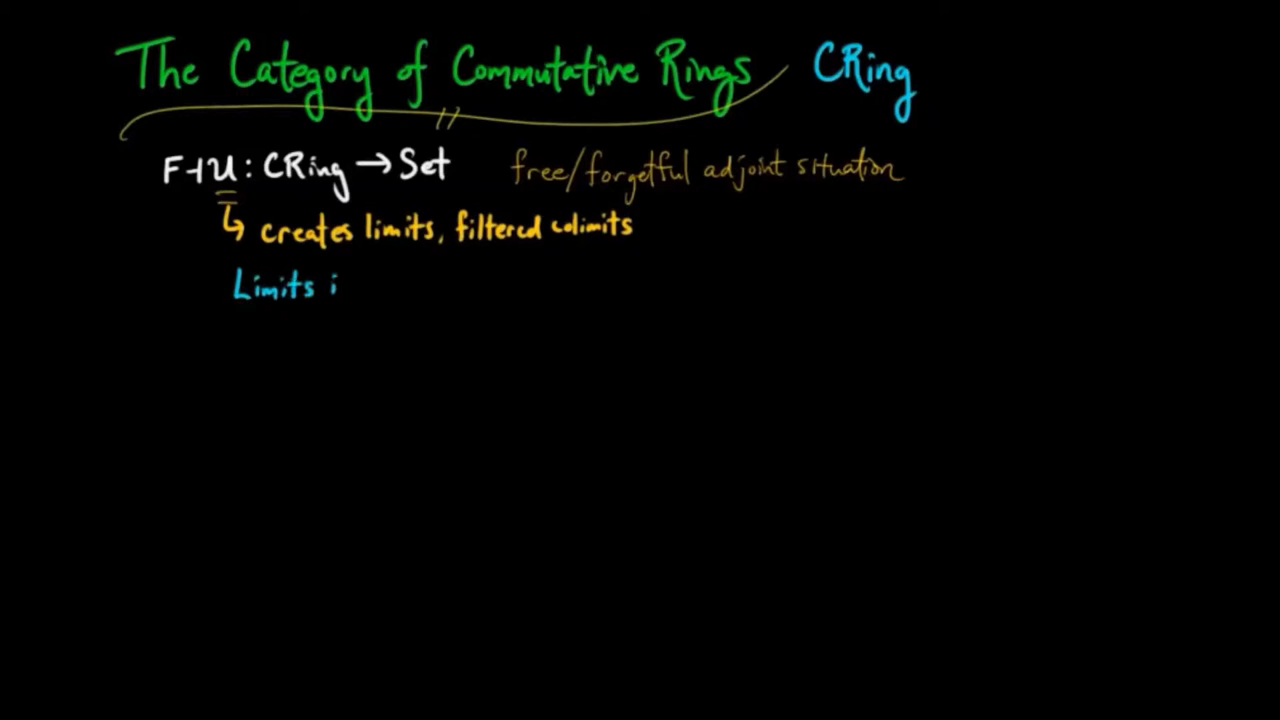 The Category of Commutative Rings CRing
F⊣U: CRing → Set free/forgetful adjoint situation
↳ creates limits, filtered colimits
Limits i